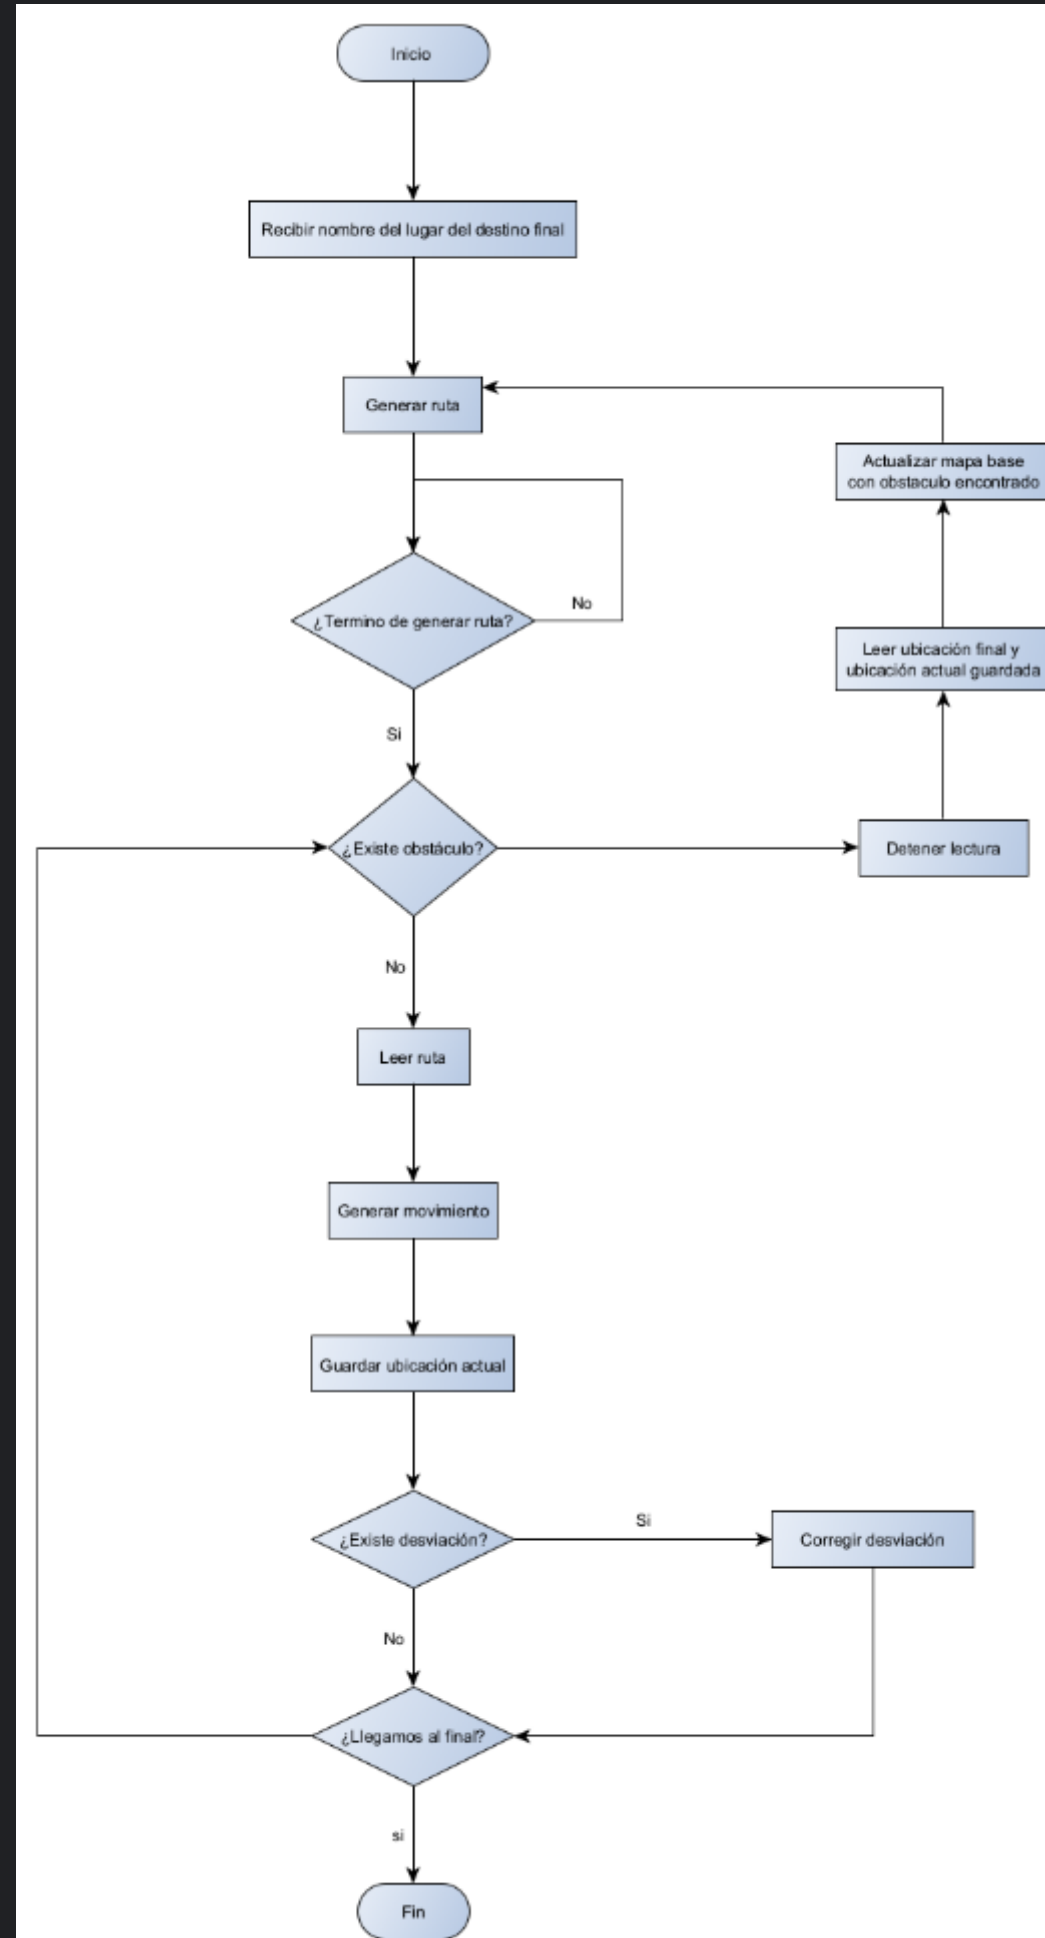 Inicio
Recibir nombre del lugar del destino final
Generar ruta
Actualizar mapa base
con obstaculo encontrado
¿Termino de generar ruta?
No
Leer ubicación final y
ubicación actual guardada
Si
¿Existe obstáculo?
Detener lectura
No
Leer ruta
Generar movimiento
Guardar ubicación actual
¿Existe desviación?
Si
Corregir desviación
No
¿Llegamos al final?
si
Fin